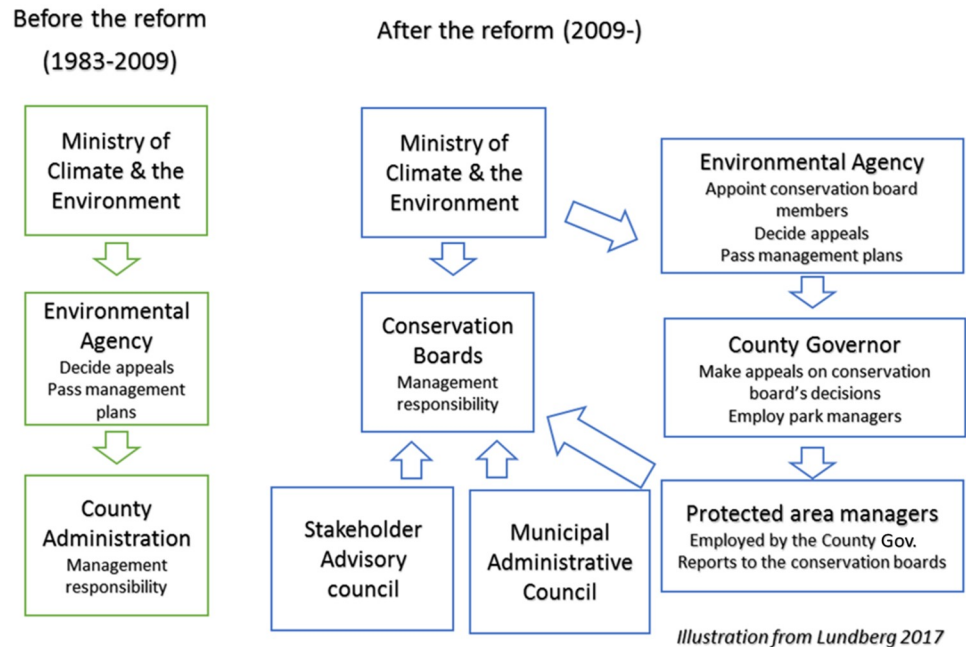 Before the reform
(1983-2009)
After the reform (2009-)
Ministry of
Climate & the
Environment
Environmental
Agency
Decide appeals
Pass management
plans
County
Administration
Management
responsibility
Ministry of
Climate & the
Environment
Conservation
Boards
Management
responsibility
Stakeholder
Advisory
council
Municipal
Administrative
Council
Environmental Agency
Appoint conservation board
members
Decide appeals
Pass management plans
County Governor
Make appeals on conservation
board's decisions
Employ park managers
Protected area managers
Employed by the County Gov.
Reports to the conservation boards
Illustration from Lundberg 2017